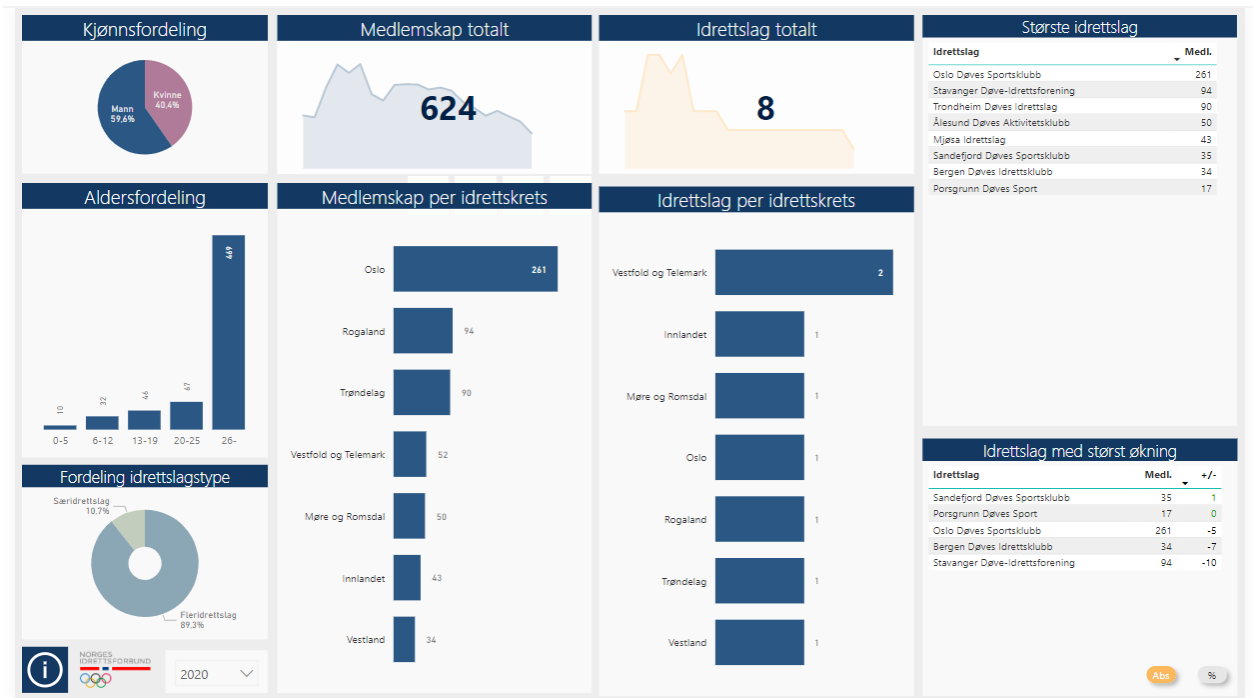 Kjønnsfordeling
Mann
59,6%
Kvinne
40,4%
Medlemskap totalt
624
Idrettslag totalt
8
Største idrettslag
Idrettslag Medl.
Oslo Døves Sportsklubb 261
Stavanger Døve-Idrettsforening 94
Trondheim Døves Idrettslag 90
Ålesund Døves Aktivitetsklubb 50
Mjøsa Idrettslag 43
Sandefjord Døves Sportsklubb 35
Bergen Døves Idrettsklubb 34
Porsgrunn Døves Sport 17
Aldersfordeling
10 32 46 67 469
0-5 6-12 13-19 20-25 26-
Medlemskap per idrettskrets
Oslo 261
Rogaland 94
Trøndelag 90
Vestfold og Telemark 52
Møre og Romsdal 50
Innlandet 43
Vestland 34
Idrettslag per idrettskrets
Vestfold og Telemark 2
Innlandet 1
Møre og Romsdal 1
Oslo 1
Rogaland 1
Trøndelag 1
Vestland 1
Fordeling idrettslagstype
Særidrettslag
10,7%
Fleridrettslag
89,3%
Idrettslag med størst økning
Idrettslag Medl. +/-
Sandefjord Døves Sportsklubb 35 1
Porsgrunn Døves Sport 17 0
Oslo Døves Sportsklubb 261 -5
Bergen Døves Idrettsklubb 34 -7
Stavanger Døve-Idrettsforening 94 -10
i
NORGES
IDRETTSFORBUND
2020
Abs %